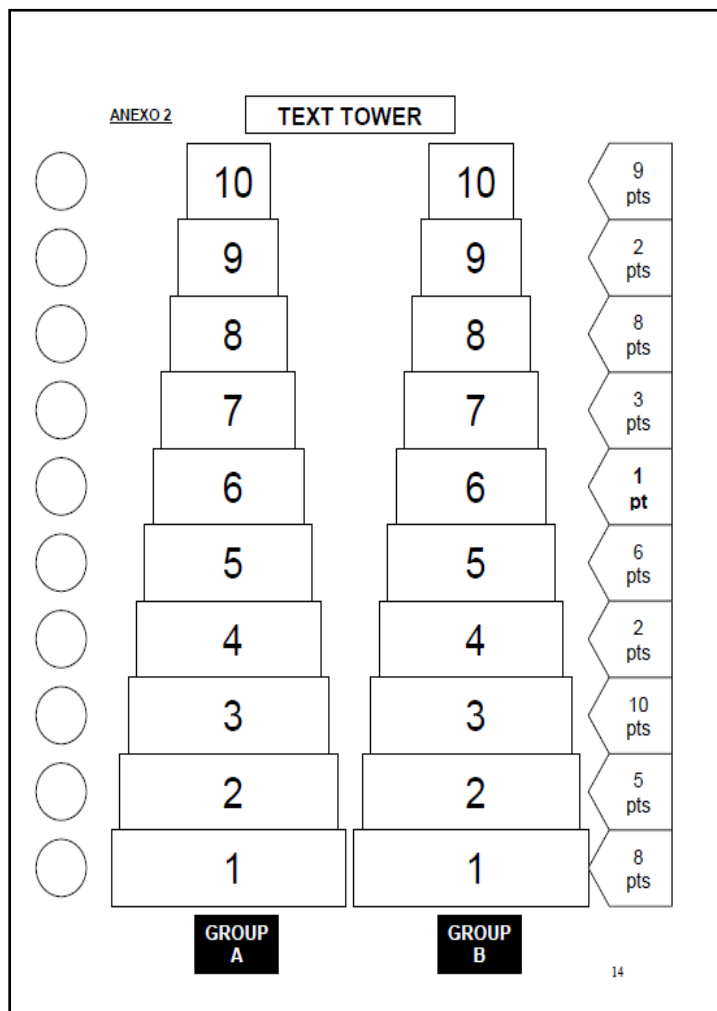 ANEXO 2
TEXT TOWER
10 10 9
pts
9 9 2
pts
8 8 8
pts
7 7 3
pts
6 6 1
pt
5 5 6
pts
4 4 2
pts
3 3 10
pts
2 2 5
pts
1 1 8
pts
GROUP GROUP
A B
14